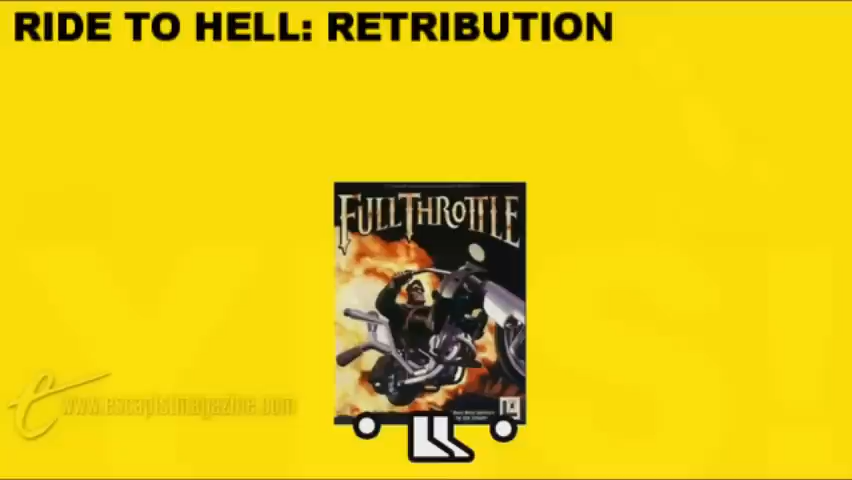 RIDE TO HELL: RETRIBUTION
FULL THROTTLE
www.escapistmagazine.com